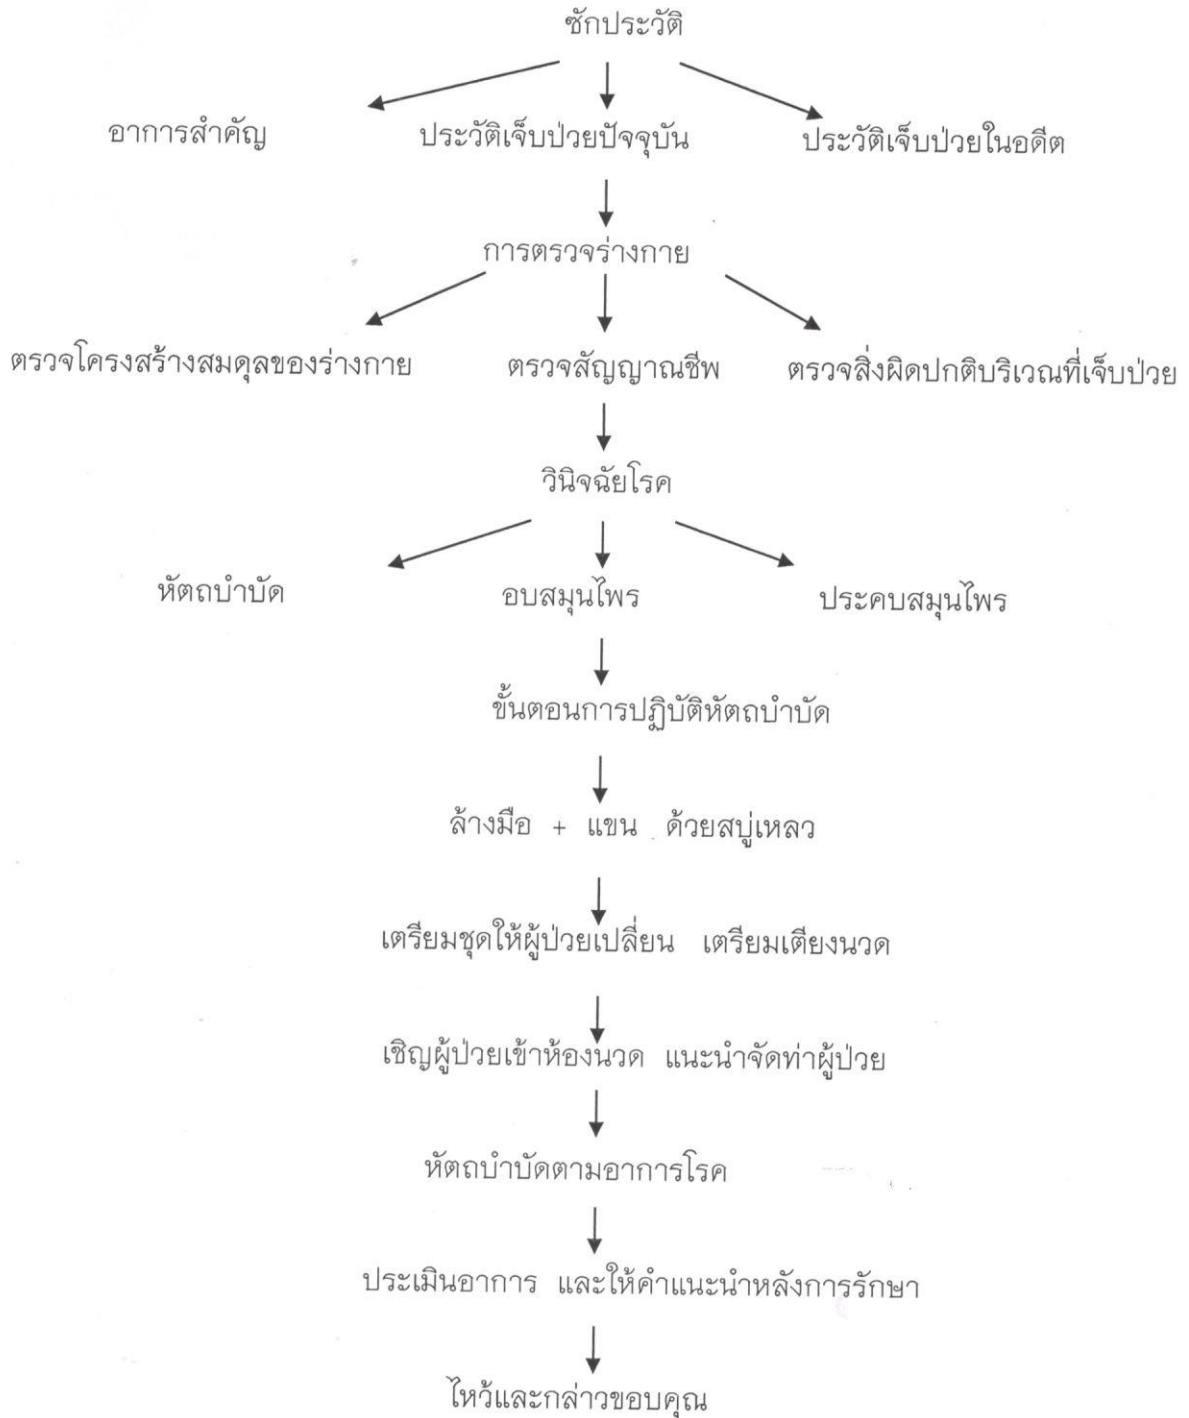 ซักประวัติ
อาการสำคัญ ประวัติเจ็บป่วยปัจจุบัน ประวัติเจ็บป่วยในอดีต
การตรวจร่างกาย
ตรวจโครงสร้างสมดุลของร่างกาย ตรวจสัญญาณชีพ ตรวจสิ่งผิดปกติบริเวณที่เจ็บป่วย
วินิจฉัยโรค
หัตถบำบัด อบสมุนไพร ประคบสมุนไพร
ขั้นตอนการปฏิบัติหัตถบำบัด
ล้างมือ + แขน ด้วยสบู่เหลว
เตรียมชุดให้ผู้ป่วยเปลี่ยน เตรียมเตียงนวด
เชิญผู้ป่วยเข้าห้องนวด แนะนำจัดท่าผู้ป่วย
หัตถบำบัดตามอาการโรค
ประเมินอาการ และให้คำแนะนำหลังการรักษา
ไหว้และกล่าวขอบคุณ